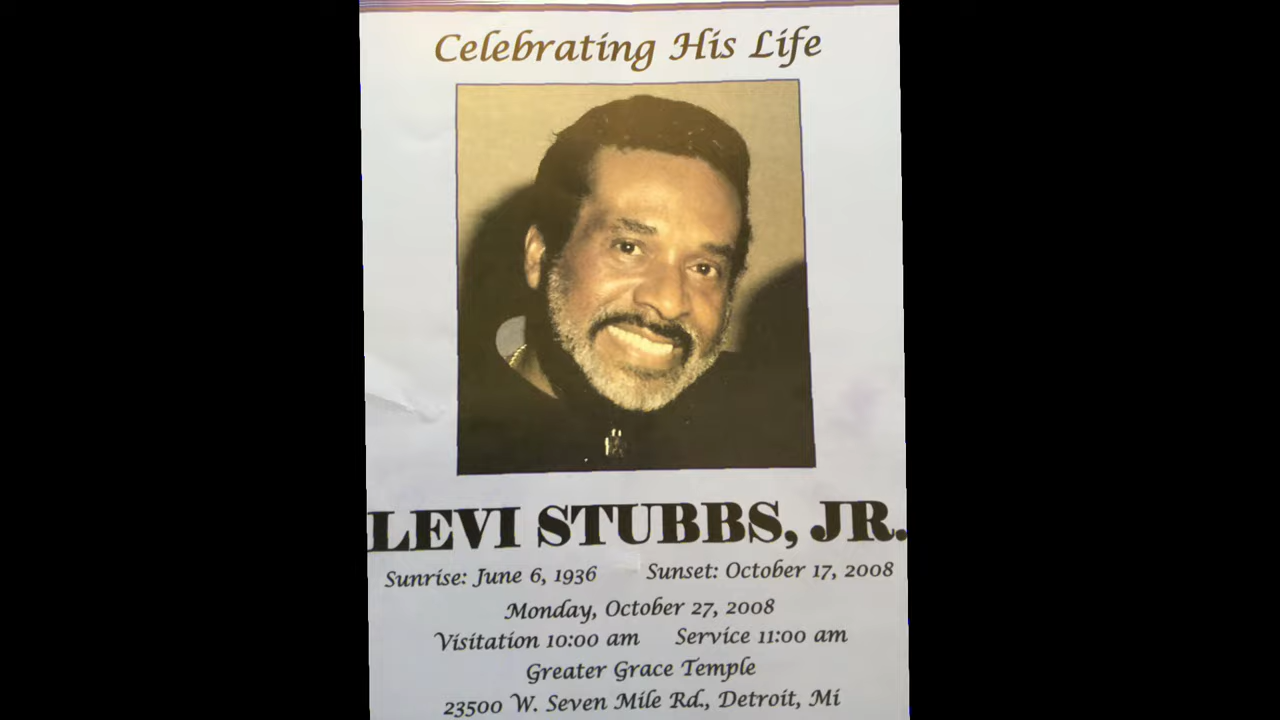 Celebrating His Life
LEVI STUBBS, JR.
Sunrise: June 6, 1936 Sunset: October 17, 2008
Monday, October 27, 2008
Visitation 10:00 am Service 11:00 am
Greater Grace Temple
23500 W. Seven Mile Rd., Detroit, Mi